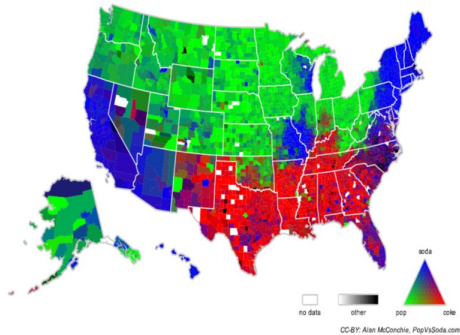 soda
no data
other
pop
coke
CC-BY: Alan McConchie, PopVsSoda.com